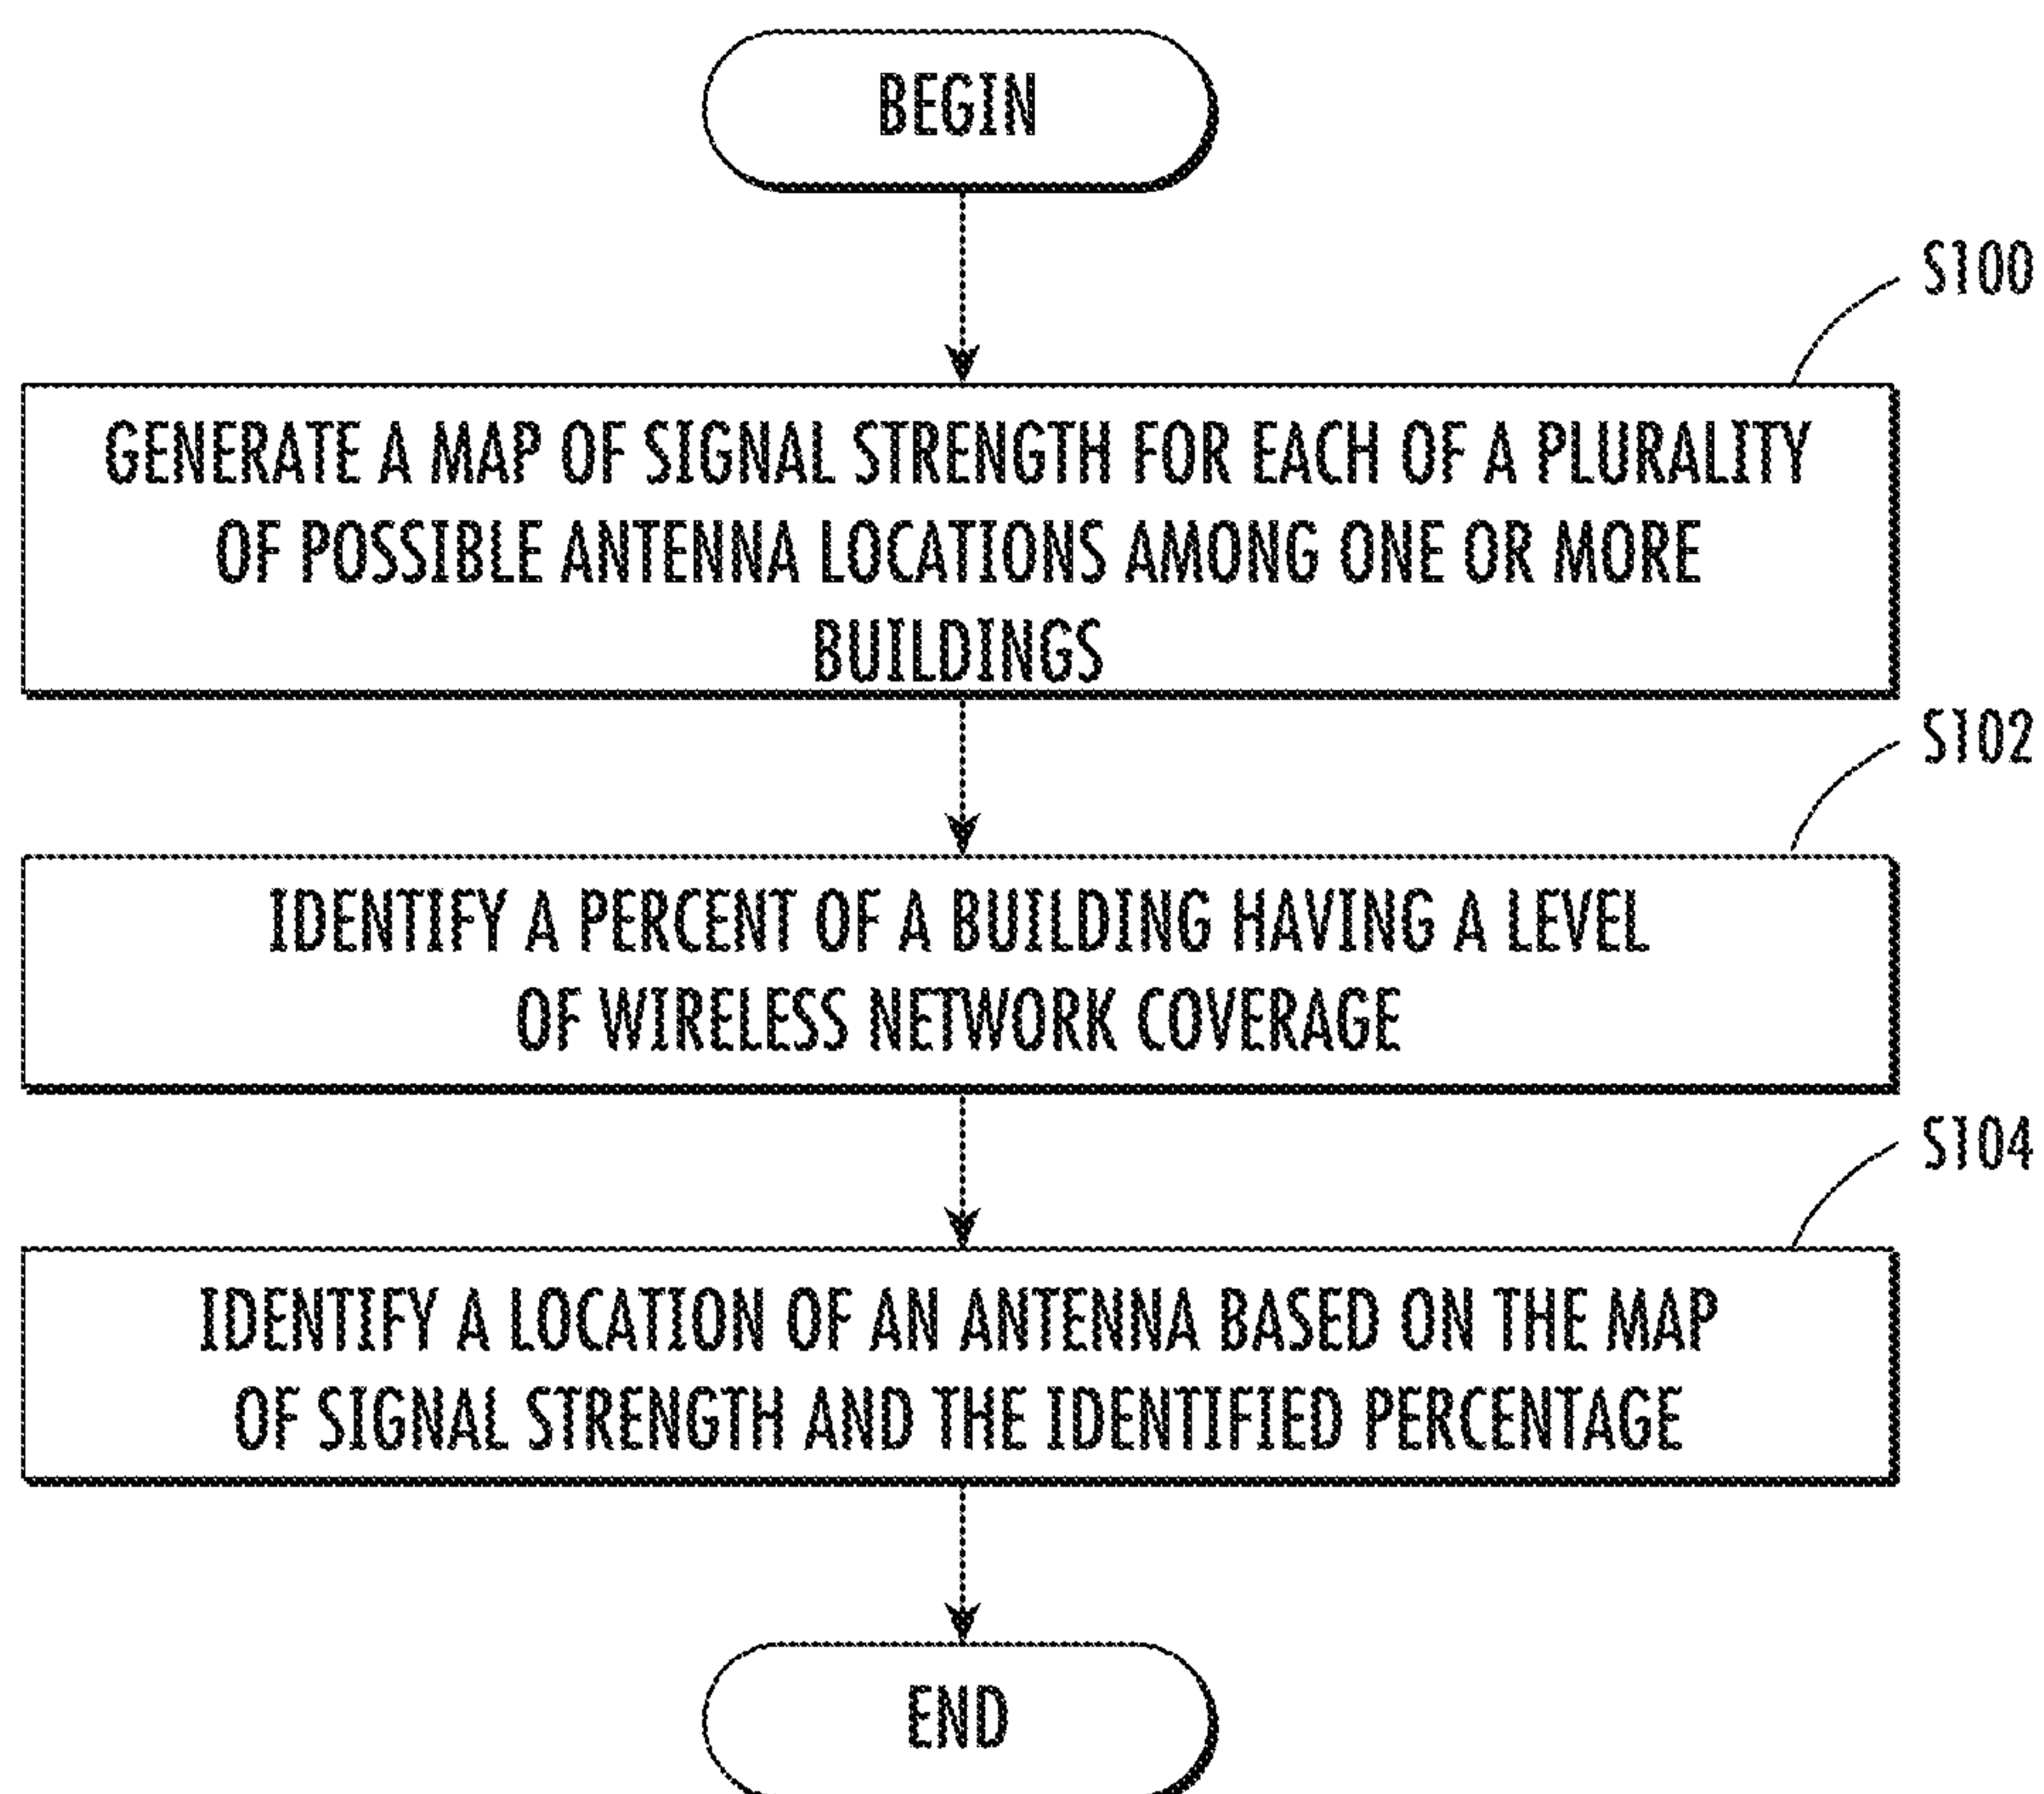 BEGIN
S100
GENERATE A MAP OF SIGNAL STRENGTH FOR EACH OF A PLURALITY
OF POSSIBLE ANTENNA LOCATIONS AMONG ONE OR MORE
BUILDINGS
S102
IDENTIFY A PERCENT OF A BUILDING HAVING A LEVEL
OF WIRELESS NETWORK COVERAGE
S104
IDENTIFY A LOCATION OF AN ANTENNA BASED ON THE MAP
OF SIGNAL STRENGTH AND THE IDENTIFIED PERCENTAGE
END